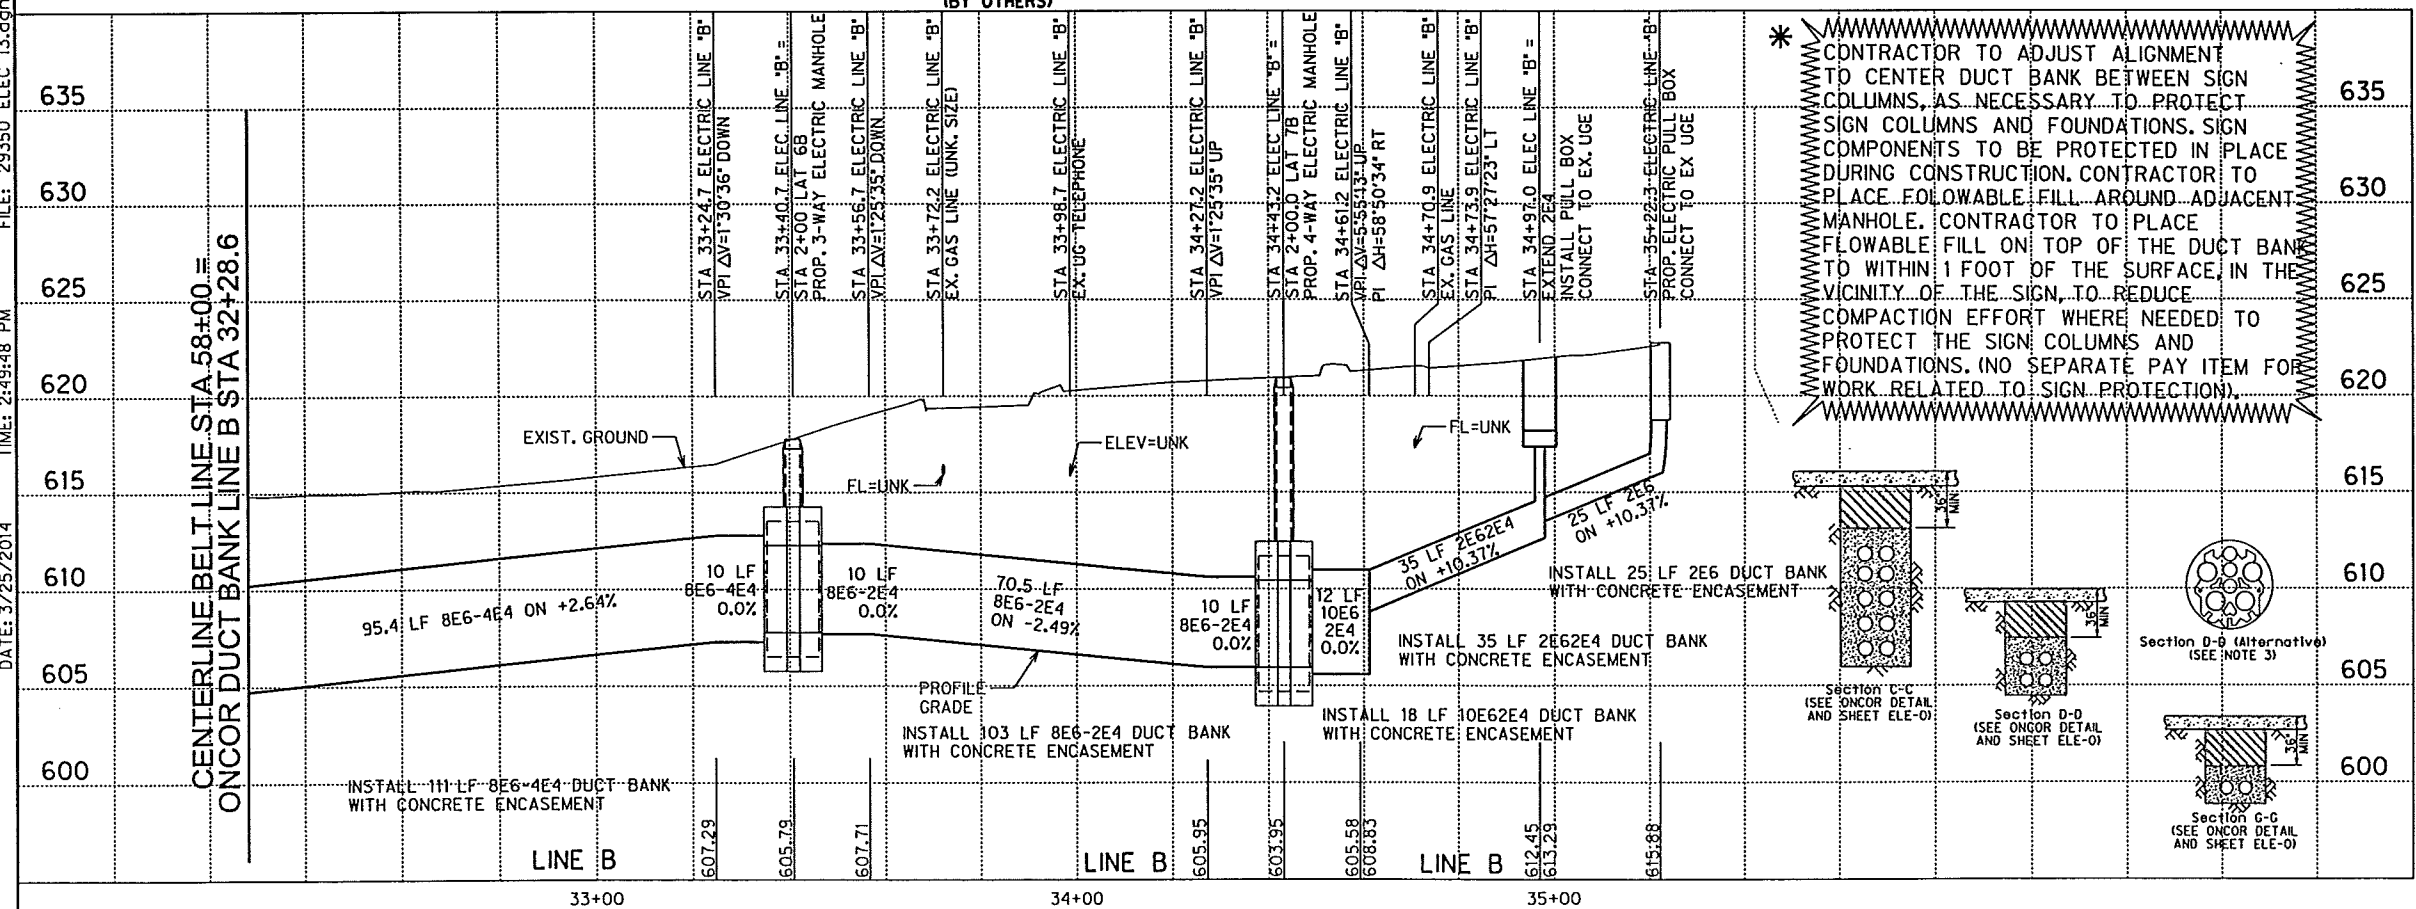 (BY OTHERS)
FILE: 29350 ELEC 13.dgn
TIME: 2:49:48 PM
DATE: 3/25/2014
635
630
625
620
615
610
605
600
CENTERLINE BELT LINE STA 58+00 =
ONCOR DUCT BANK LINE B STA 32+28.6
STA 33+24.7 ELECTRIC LINE "B"
VPI ΔV=1°30'36" DOWN
STA 33+40.7 ELEC LINE "B" =
STA 2+00 LAT 6B
PROP. 3-WAY ELECTRIC MANHOLE
STA 33+56.7 ELECTRIC LINE "B"
VPI ΔV=1°25'35" DOWN
STA 33+72.2 ELECTRIC LINE "B"
EX. GAS LINE (UNK. SIZE)
STA 33+98.7 ELECTRIC LINE "B"
EX. UG TELEPHONE
STA 34+27.2 ELECTRIC LINE "B"
VPI ΔV=1°25'35" UP
STA 34+43.2 ELEC LINE "B" =
STA 2+00.0 LAT 7B
PROP. 4-WAY ELECTRIC MANHOLE
STA 34+61.2 ELECTRIC LINE "B"
VPI ΔV=5°55'43" UP
PI ΔH=58°50'34" RT
STA 34+70.9 ELECTRIC LINE "B"
EX. GAS LINE
STA 34+73.9 ELECTRIC LINE "B"
PI ΔH=57°27'23" LT
STA 34+97.0 ELEC LINE "B" =
EXTEND 2E4
INSTALL PULL BOX
CONNECT TO EX. UGE
STA 35+22.3 ELECTRIC LINE "B"
PROP. ELECTRIC PULL BOX
CONNECT TO EX UGE
*
CONTRACTOR TO ADJUST ALIGNMENT
TO CENTER DUCT BANK BETWEEN SIGN
COLUMNS, AS NECESSARY TO PROTECT
SIGN COLUMNS AND FOUNDATIONS. SIGN
COMPONENTS TO BE PROTECTED IN PLACE
DURING CONSTRUCTION. CONTRACTOR TO
PLACE FOLOWABLE FILL AROUND ADJACENT
MANHOLE. CONTRACTOR TO PLACE
FLOWABLE FILL ON TOP OF THE DUCT BANK
TO WITHIN 1 FOOT OF THE SURFACE, IN THE
VICINITY OF THE SIGN, TO REDUCE
COMPACTION EFFORT WHERE NEEDED TO
PROTECT THE SIGN COLUMNS AND
FOUNDATIONS. (NO SEPARATE PAY ITEM FOR
WORK RELATED TO SIGN PROTECTION).
635
630
625
620
615
610
605
600
EXIST. GROUND
FL=UNK
ELEV=UNK
FL=UNK
95.4 LF 8E6-4E4 ON +2.64%
10 LF
8E6-4E4
0.0%
10 LF
8E6-2E4
0.0%
70.5 LF
8E6-2E4
ON -2.49%
10 LF
8E6-2E4
0.0%
12 LF
10E6
2E4
0.0%
35 LF 2E62E4
ON +10.37%
25 LF 2E6
ON +10.37%
PROFILE
GRADE
INSTALL 111 LF 8E6-4E4 DUCT BANK
WITH CONCRETE ENCASEMENT
INSTALL 103 LF 8E6-2E4 DUCT BANK
WITH CONCRETE ENCASEMENT
INSTALL 18 LF 10E62E4 DUCT BANK
WITH CONCRETE ENCASEMENT
INSTALL 35 LF 2E62E4 DUCT BANK
WITH CONCRETE ENCASEMENT
INSTALL 25 LF 2E6 DUCT BANK
WITH CONCRETE ENCASEMENT
36"
MIN
Section C-C
(SEE ONCOR DETAIL
AND SHEET ELE-0)
36"
MIN
Section D-D
(SEE ONCOR DETAIL
AND SHEET ELE-0)
Section D-D (Alternative)
(SEE NOTE 3)
36"
MIN
Section G-G
(SEE ONCOR DETAIL
AND SHEET ELE-0)
607.29
605.79
607.71
605.95
603.95
605.58
608.83
612.45
613.29
615.88
LINE B
LINE B
LINE B
33+00
34+00
35+00